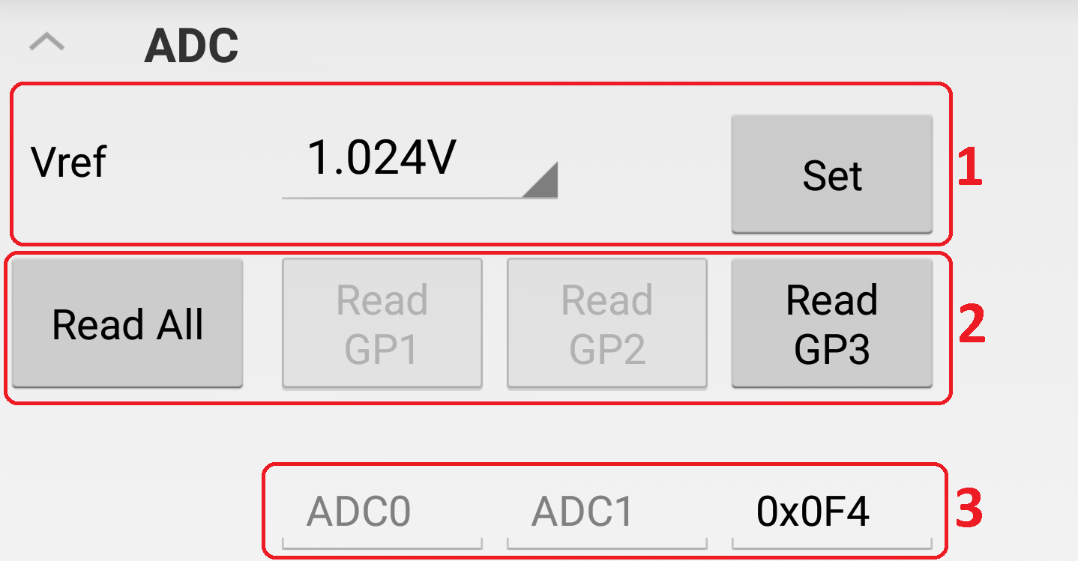 ADC
Vref 1.024V Set 1
Read All Read GP1 Read GP2 Read GP3 2
ADC0 ADC1 0x0F4 3